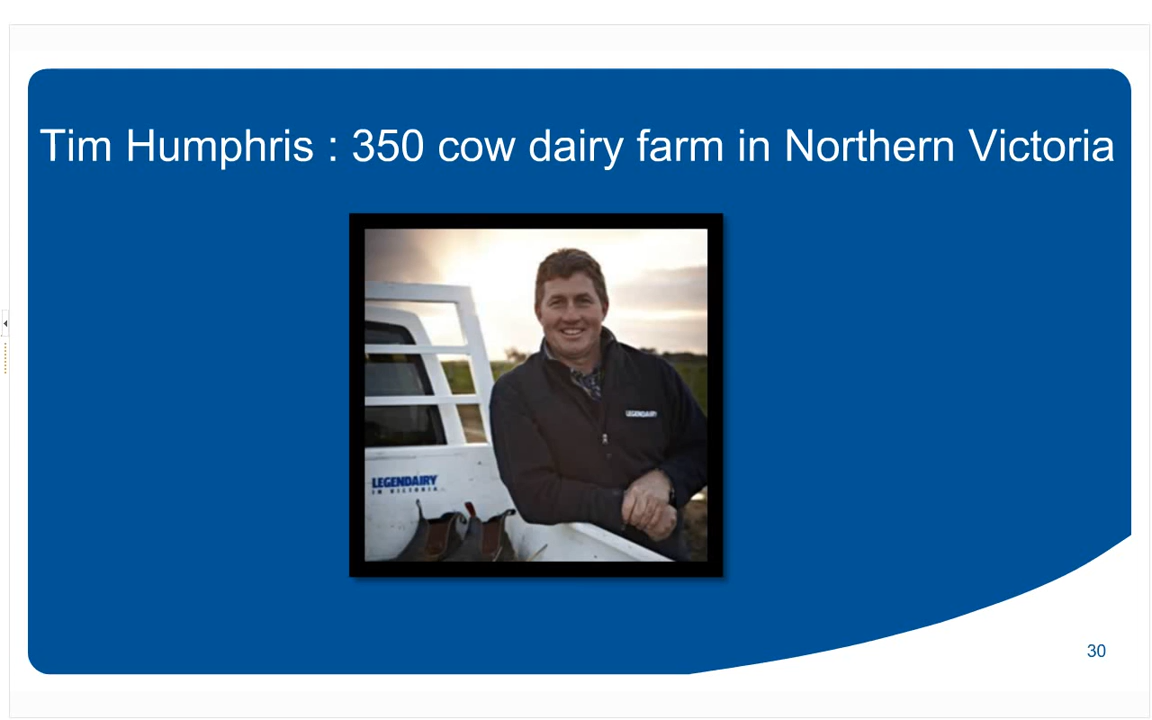 Tim Humphris : 350 cow dairy farm in Northern Victoria
LEGENDAIRY
LEGENDAIRY
IN VICTORIA
30